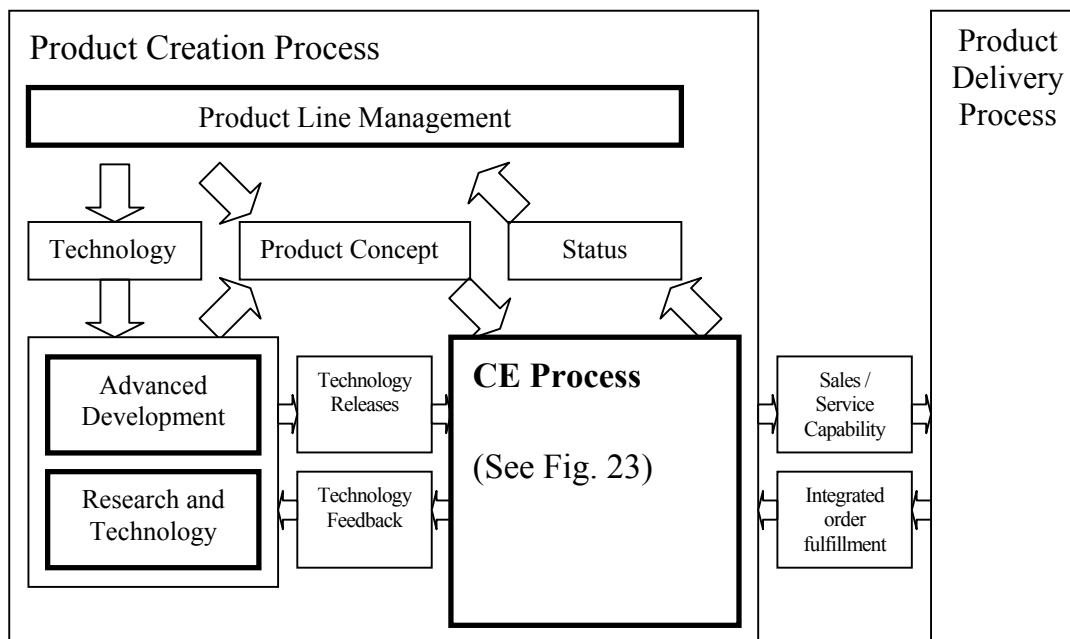 Product Creation Process
Product Line Management
Technology
Product Concept
Status
Advanced
Development
Research and
Technology
Technology
Releases
Technology
Feedback
CE Process
(See Fig. 23)
Sales /
Service
Capability
Integrated
order
fulfillment
Product
Delivery
Process